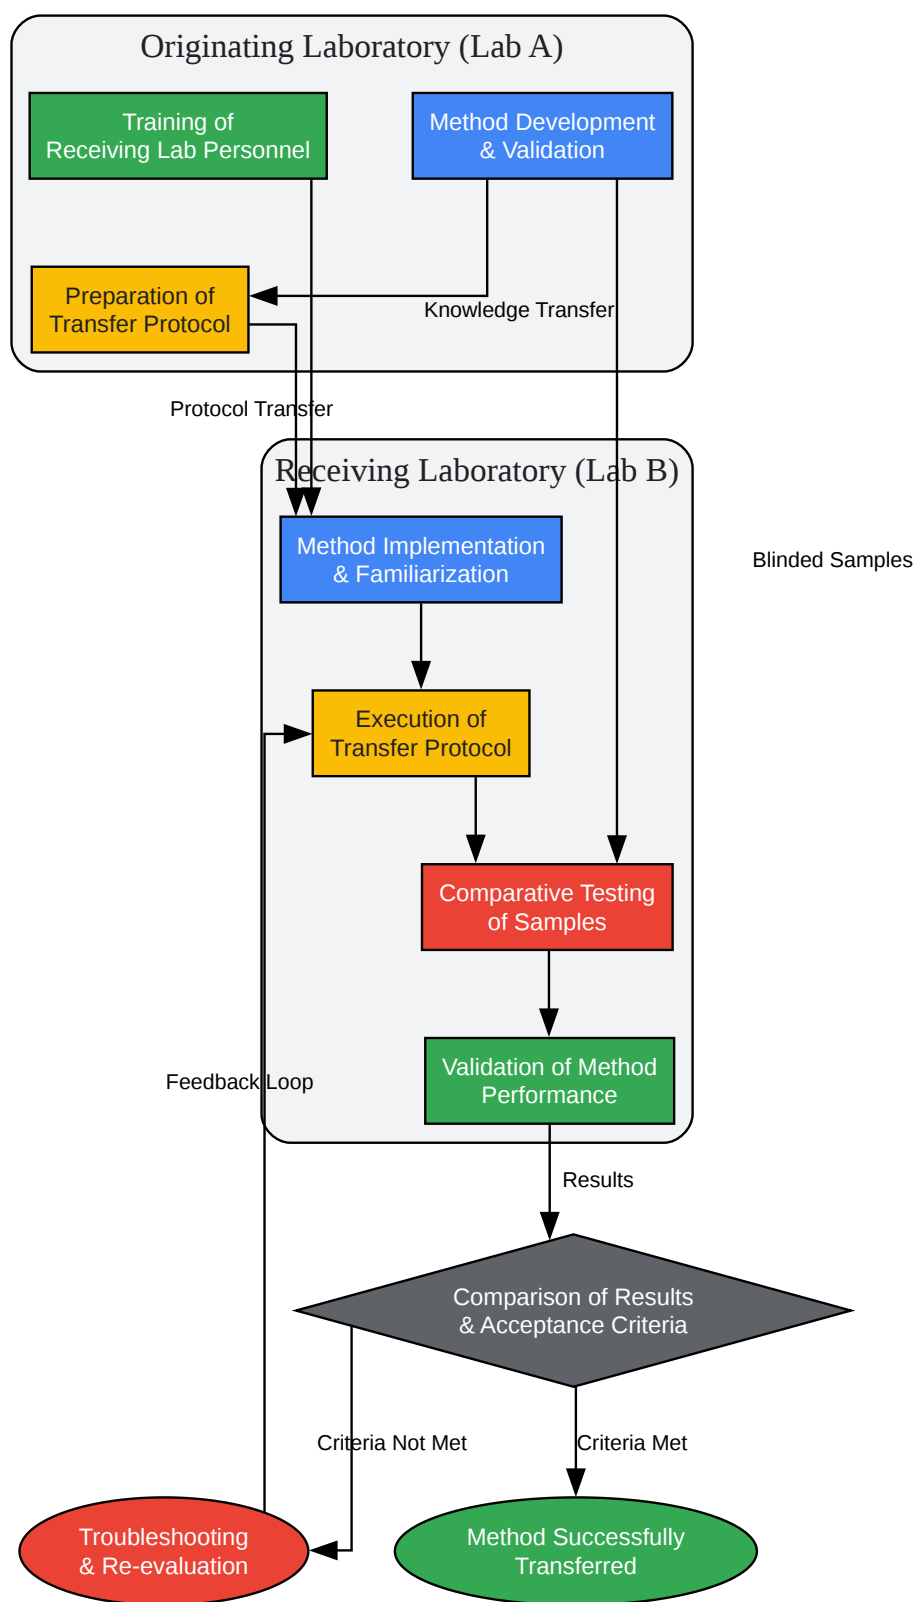 Originating Laboratory (Lab A)
Training of
Receiving Lab Personnel
Method Development
& Validation
Preparation of
Transfer Protocol
Knowledge Transfer
Protocol Transfer
Receiving Laboratory (Lab B)
Method Implementation
& Familiarization
Blinded Samples
Execution of
Transfer Protocol
Comparative Testing
of Samples
Validation of Method
Performance
Feedback Loop
Results
Comparison of Results
& Acceptance Criteria
Criteria Not Met
Criteria Met
Troubleshooting
& Re-evaluation
Method Successfully
Transferred